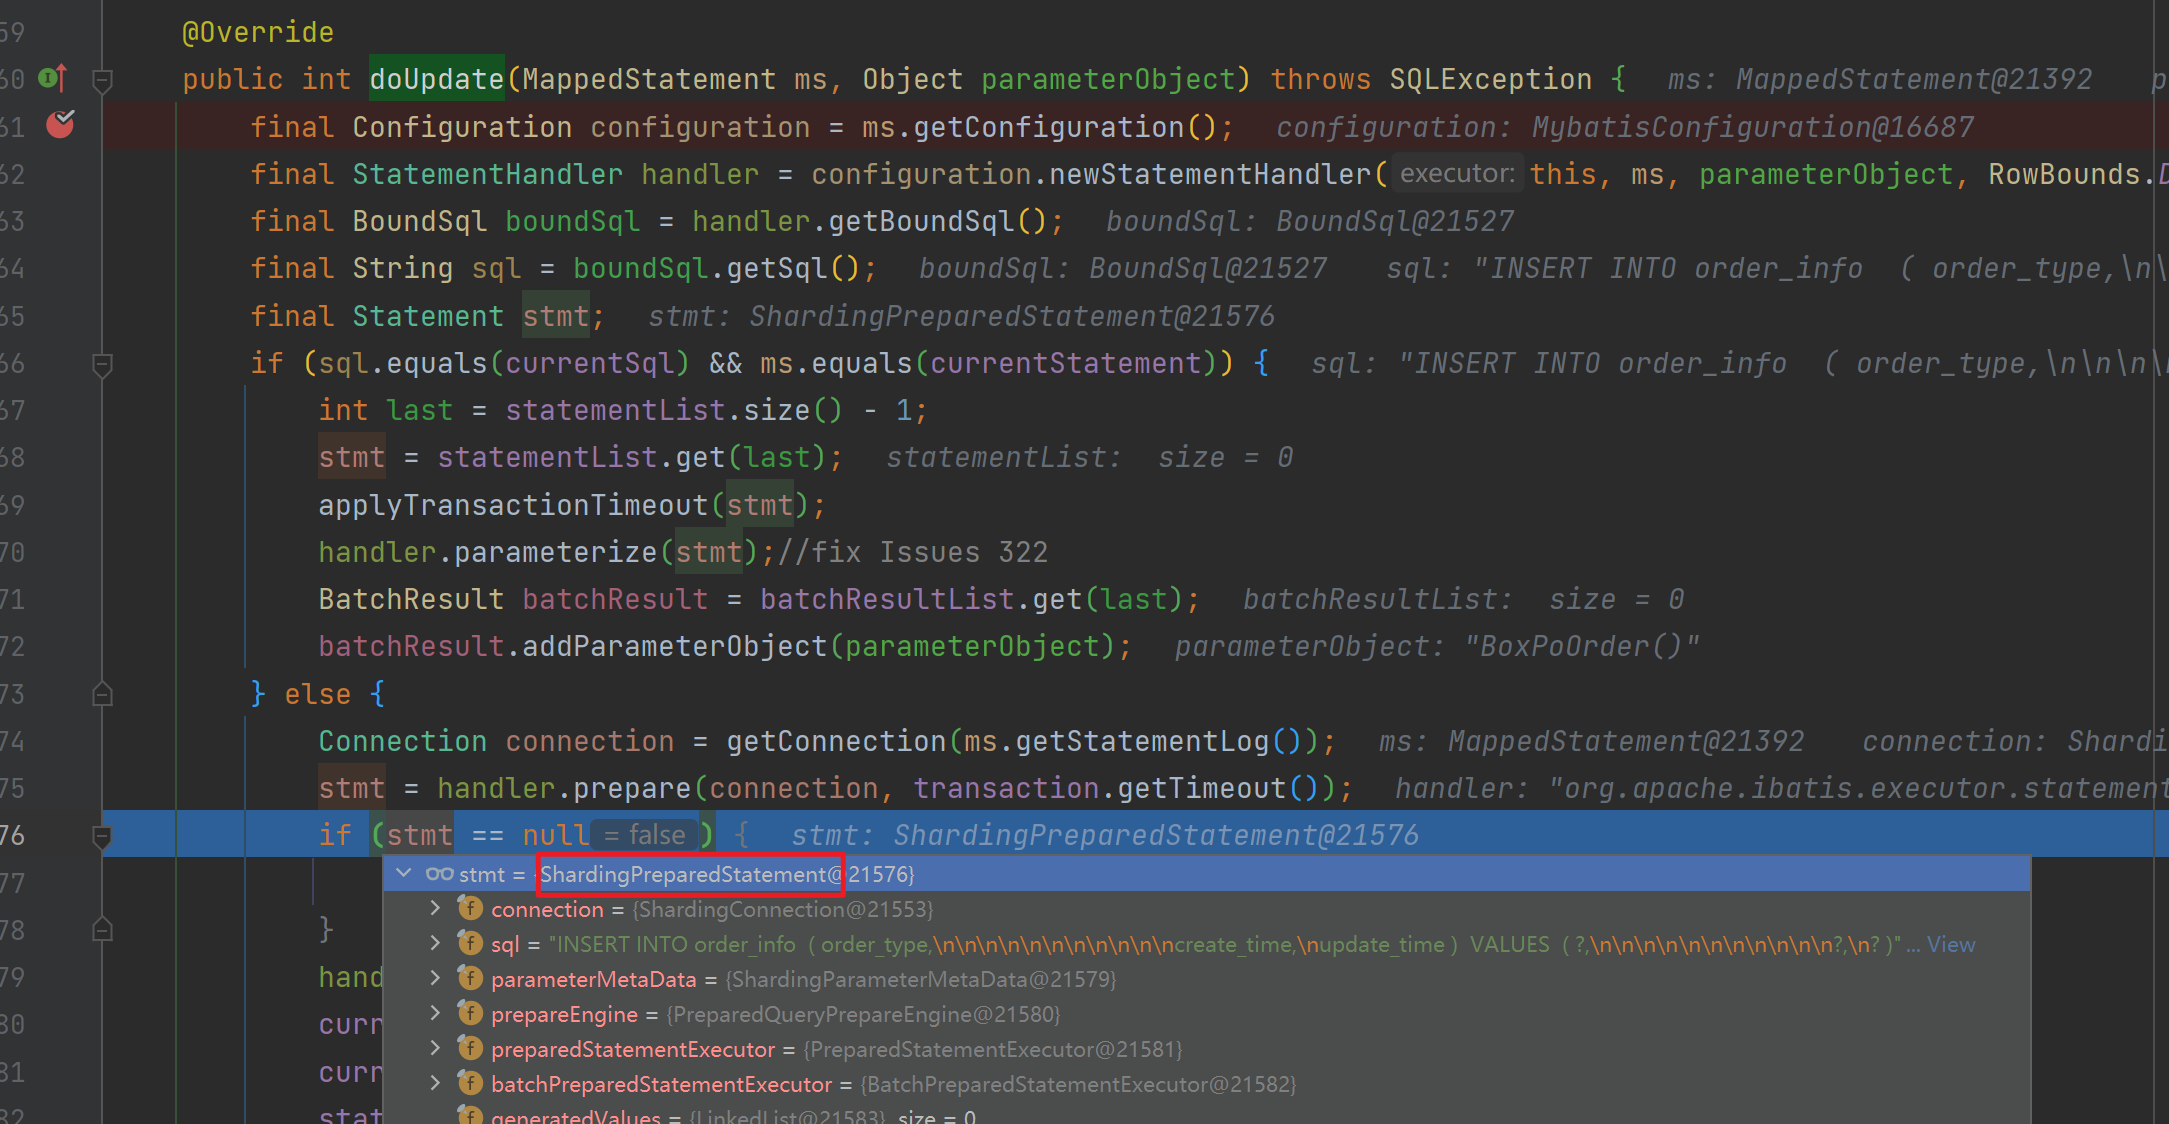 59 @Override
60 public int doUpdate(MappedStatement ms, Object parameterObject) throws SQLException { ms: MappedStatement@21392 p
61 final Configuration configuration = ms.getConfiguration(); configuration: MybatisConfiguration@16687
62 final StatementHandler handler = configuration.newStatementHandler( executor: this, ms, parameterObject, RowBounds.D
63 final BoundSql boundSql = handler.getBoundSql(); boundSql: BoundSql@21527
64 final String sql = boundSql.getSql(); boundSql: BoundSql@21527 sql: "INSERT INTO order_info ( order_type,\n\
65 final Statement stmt; stmt: ShardingPreparedStatement@21576
66 if (sql.equals(currentSql) && ms.equals(currentStatement)) { sql: "INSERT INTO order_info ( order_type,\n\n\n\
67 int last = statementList.size() - 1;
68 stmt = statementList.get(last); statementList: size = 0
69 applyTransactionTimeout(stmt);
70 handler.parameterize(stmt);//fix Issues 322
71 BatchResult batchResult = batchResultList.get(last); batchResultList: size = 0
72 batchResult.addParameterObject(parameterObject); parameterObject: "BoxPoOrder()"
73 } else {
74 Connection connection = getConnection(ms.getStatementLog()); ms: MappedStatement@21392 connection: Shardi
75 stmt = handler.prepare(connection, transaction.getTimeout()); handler: "org.apache.ibatis.executor.statement
76 if (stmt == null = false ) { stmt: ShardingPreparedStatement@21576
stmt = {ShardingPreparedStatement@21576}
77
connection = {ShardingConnection@21553}
78 }
sql = "INSERT INTO order_info ( order_type,\n\n\n\n\n\n\n\n\n\n\ncreate_time,\nupdate_time ) VALUES ( ?,\n\n\n\n\n\n\n\n\n\n\n?,\n? )" ... View
79 hand
parameterMetaData = {ShardingParameterMetaData@21579}
80 curr
prepareEngine = {PreparedQueryPrepareEngine@21580}
preparedStatementExecutor = {PreparedStatementExecutor@21581}
81 curr
batchPreparedStatementExecutor = {BatchPreparedStatementExecutor@21582}
82 stat
generatedValues = {LinkedList@21583} size = 0